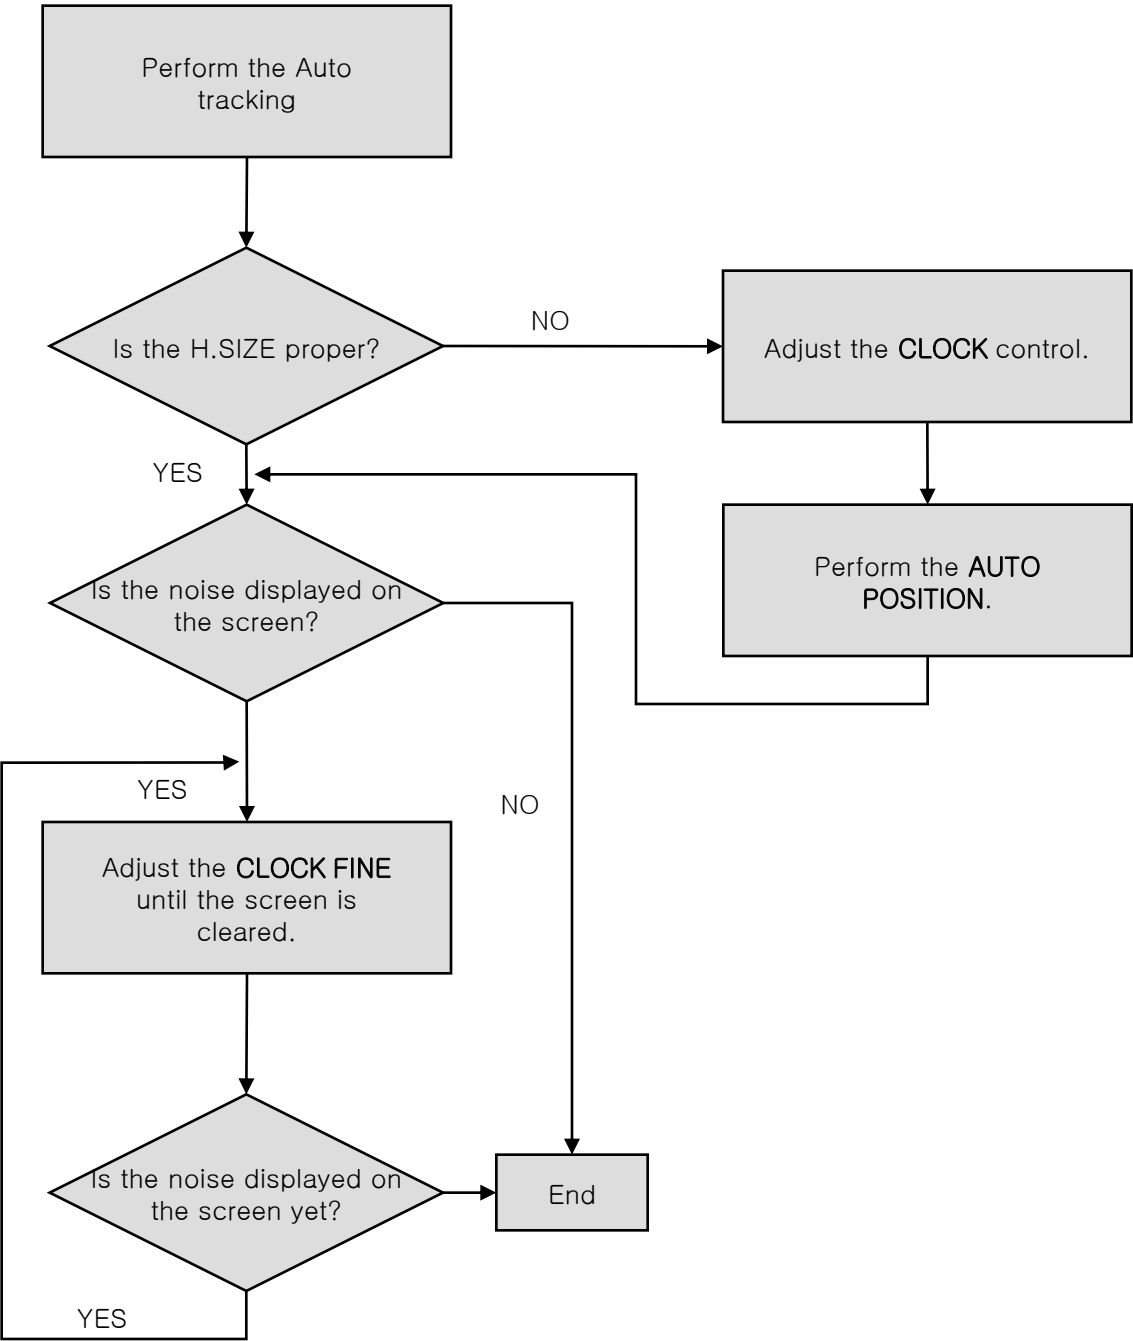 Perform the Auto
tracking
Is the H.SIZE proper?
NO
Adjust the CLOCK control.
YES
Perform the AUTO
POSITION.
Is the noise displayed on
the screen?
YES
NO
Adjust the CLOCK FINE
until the screen is
cleared.
Is the noise displayed on
the screen yet?
End
YES